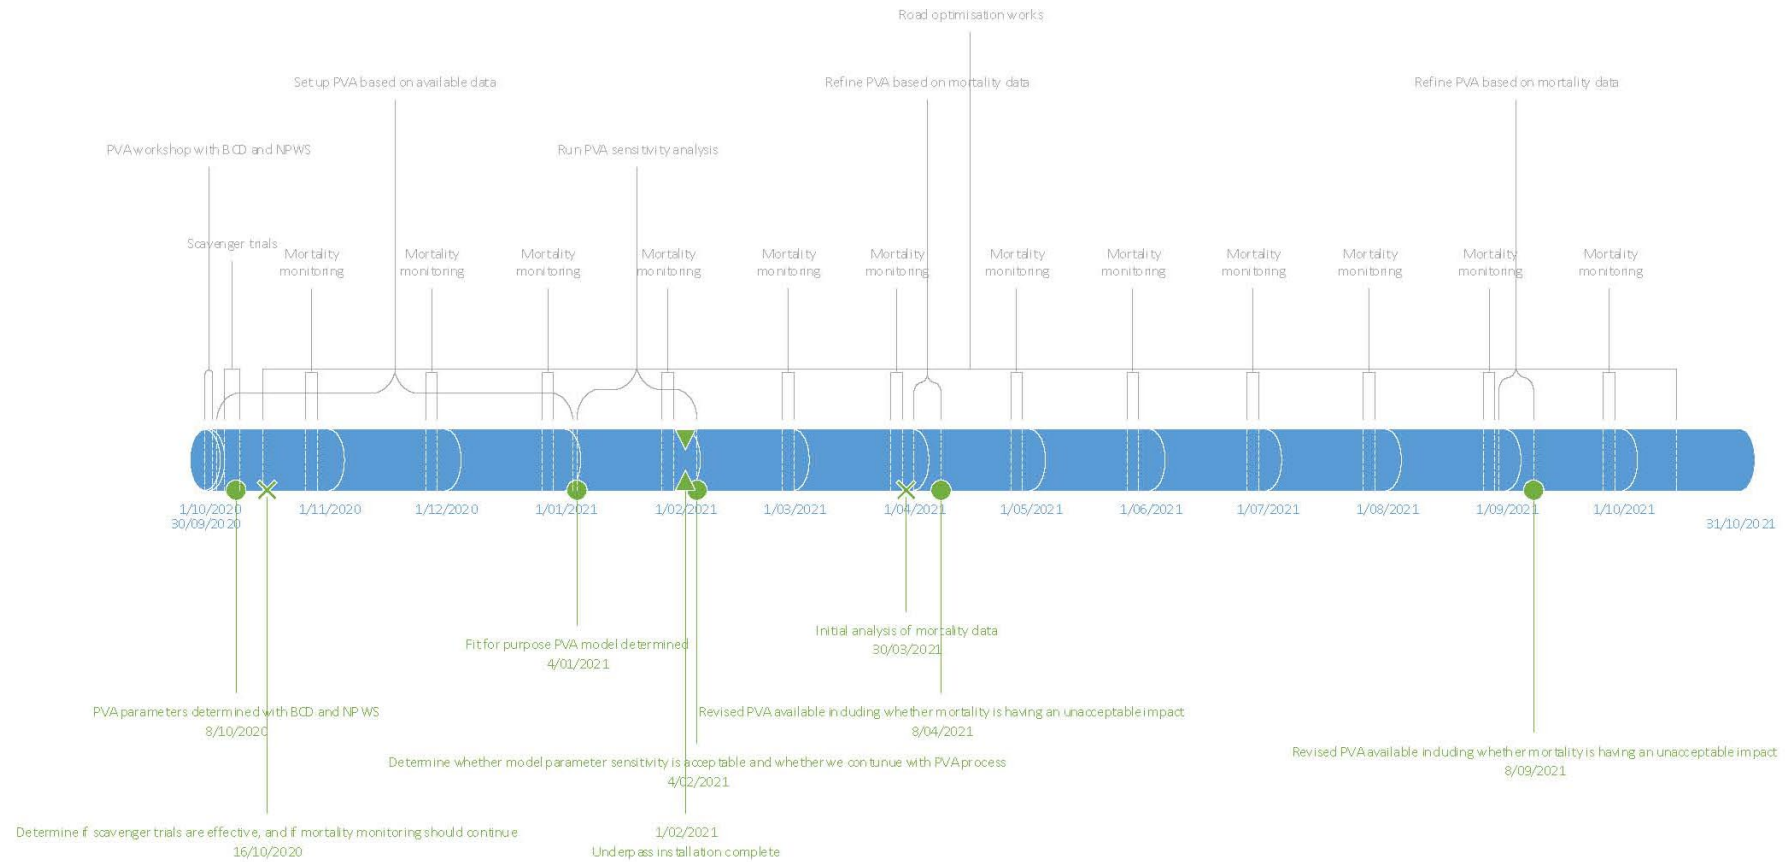 Road optimisation works
Set up PVA based on available data
Refine PVA based on mortality data
Refine PVA based on mortality data
PVA workshop with BCD and NPWS
Run PVA sensitivity analysis
Scavenger trials
Mortality
monitoring
Mortality
monitoring
Mortality
monitoring
Mortality
monitoring
Mortality
monitoring
Mortality
monitoring
Mortality
monitoring
Mortality
monitoring
Mortality
monitoring
Mortality
monitoring
Mortality
monitoring
Mortality
monitoring
1/10/2020
1/11/2020
1/12/2020
1/01/2021
1/02/2021
1/03/2021
1/04/2021
1/05/2021
1/06/2021
1/07/2021
1/08/2021
1/09/2021
1/10/2021
30/09/2020
31/10/2021
Initial analysis of mortality data
30/03/2021
Fit for purpose PVA model determined
4/01/2021
PVA parameters determined with BCD and NPWS
8/10/2020
Revised PVA available including whether mortality is having an unacceptable impact
8/04/2021
Revised PVA available including whether mortality is having an unacceptable impact
8/09/2021
Determine whether model parameter sensitivity is acceptable and whether we contunue with PVA process
4/02/2021
Determine if scavenger trials are effective, and if mortality monitoring should continue
16/10/2020
1/02/2021
Underpass installation complete